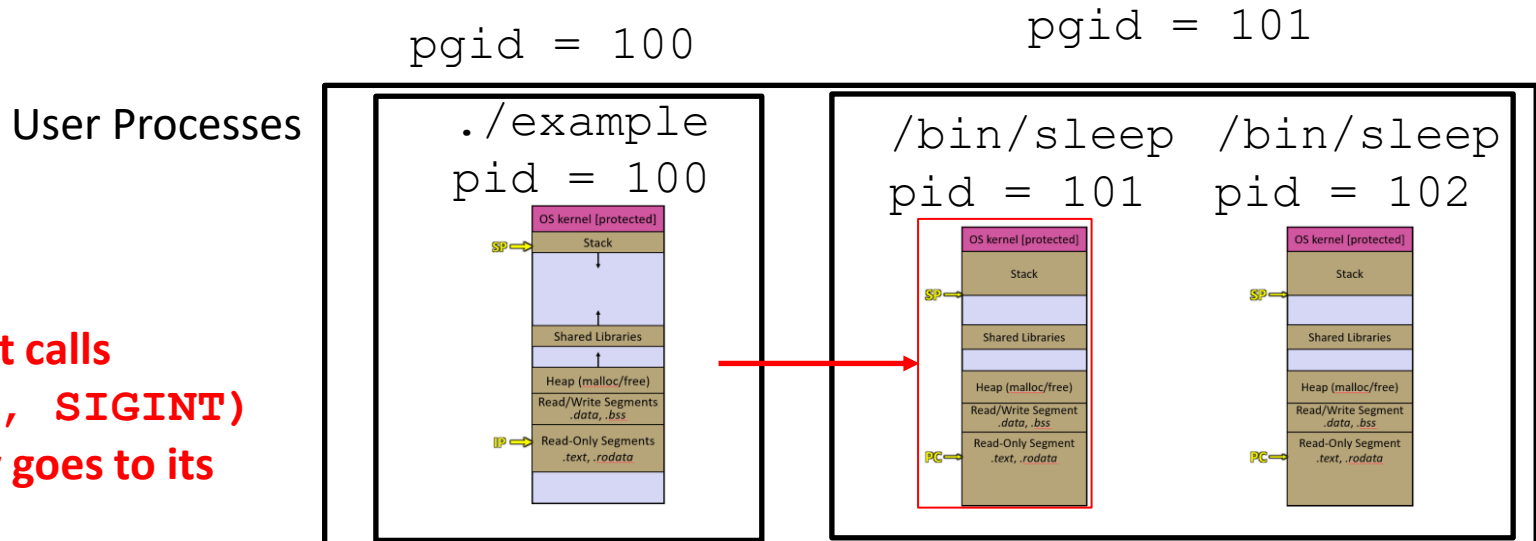 pgid = 100
pgid = 101
User Processes
./example
pid = 100
/bin/sleep
pid = 101
/bin/sleep
pid = 102
OS kernel [protected]
SP
Stack
Shared Libraries
Heap (malloc/free)
Read/Write Segments
.data, .bss
IP
Read-Only Segments
.text, .rodata
OS kernel [protected]
Stack
SP
Shared Libraries
Heap (malloc/free)
Read/Write Segment
.data, .bss
Read-Only Segment
.text, .rodata
PC
OS kernel [protected]
Stack
SP
Shared Libraries
Heap (malloc/free)
Read/Write Segment
.data, .bss
Read-Only Segment
.text, .rodata
PC
t calls
, SIGINT)
goes to its